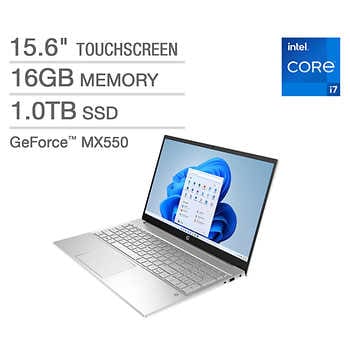 15.6" TOUCHSCREEN
16GB MEMORY
1.0TB SSD
GeForce™ MX550
intel
CORE
i7